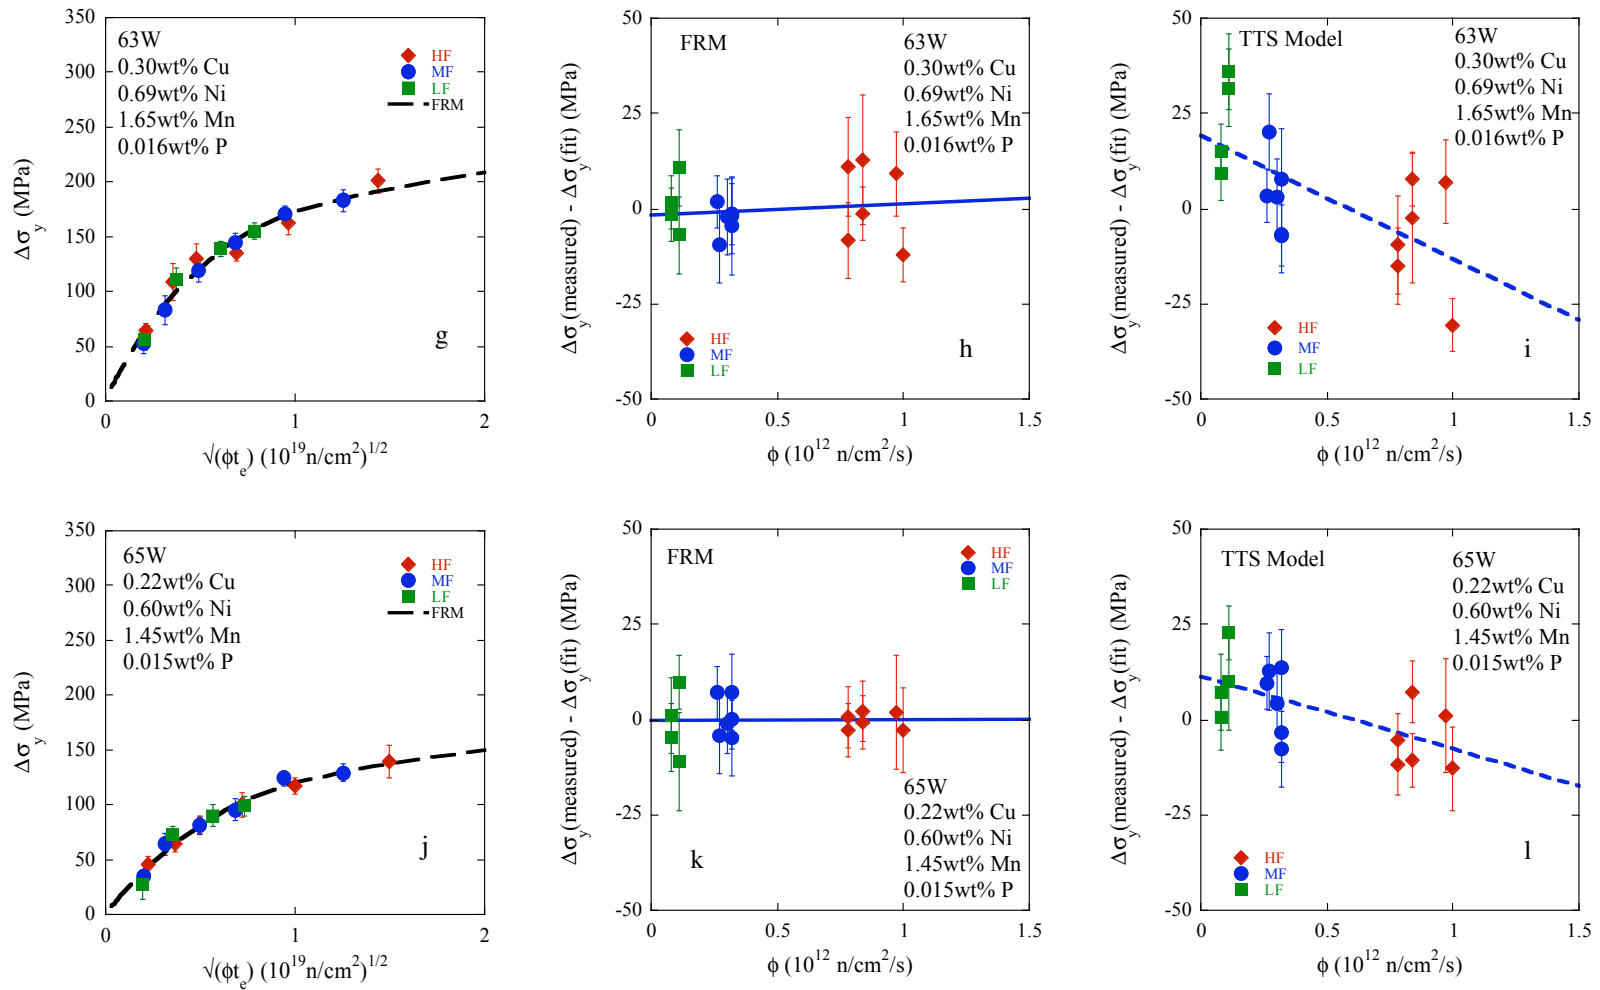 350
300
250
200
150
100
50
0
Δσy (MPa)
63W
0.30wt% Cu
0.69wt% Ni
1.65wt% Mn
0.016wt% P
HF
MF
LF
FRM
g
0
1
2
√(ϕte) (10^19n/cm^2)^1/2
50
25
0
-25
-50
Δσy(measured) - Δσy(fit) (MPa)
FRM
63W
0.30wt% Cu
0.69wt% Ni
1.65wt% Mn
0.016wt% P
HF
MF
LF
h
0
0.5
1
1.5
ϕ (10^12 n/cm^2/s)
50
25
0
-25
-50
Δσy(measured) - Δσy(fit) (MPa)
TTS Model
63W
0.30wt% Cu
0.69wt% Ni
1.65wt% Mn
0.016wt% P
HF
MF
LF
i
0
0.5
1
1.5
ϕ (10^12 n/cm^2/s)
350
300
250
200
150
100
50
0
Δσy (MPa)
65W
0.22wt% Cu
0.60wt% Ni
1.45wt% Mn
0.015wt% P
HF
MF
LF
FRM
j
0
1
2
√(ϕte) (10^19n/cm^2)^1/2
50
25
0
-25
-50
Δσy(measured) - Δσy(fit) (MPa)
FRM
HF
MF
LF
65W
0.22wt% Cu
0.60wt% Ni
1.45wt% Mn
0.015wt% P
k
0
0.5
1
1.5
ϕ (10^12 n/cm^2/s)
50
25
0
-25
-50
Δσy(measured) - Δσy(fit) (MPa)
TTS Model
65W
0.22wt% Cu
0.60wt% Ni
1.45wt% Mn
0.015wt% P
HF
MF
LF
l
0
0.5
1
1.5
ϕ (10^12 n/cm^2/s)